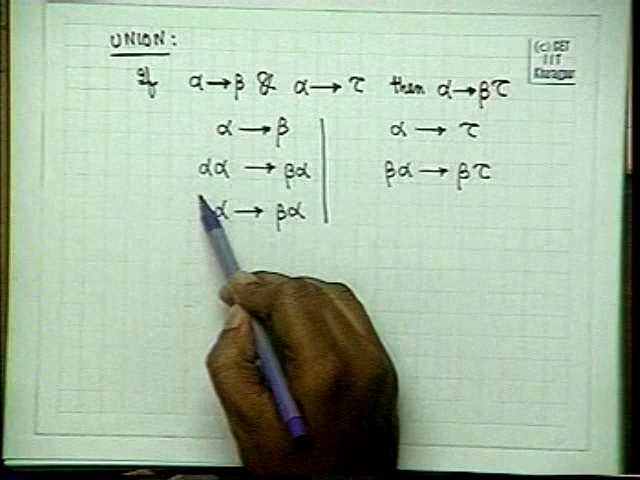 UNION:
(c) CET
IIT
Kharagpur
If α → β & α → τ then α → βτ
α → β
αα → βα
α → βα
α → τ
βα → βτ